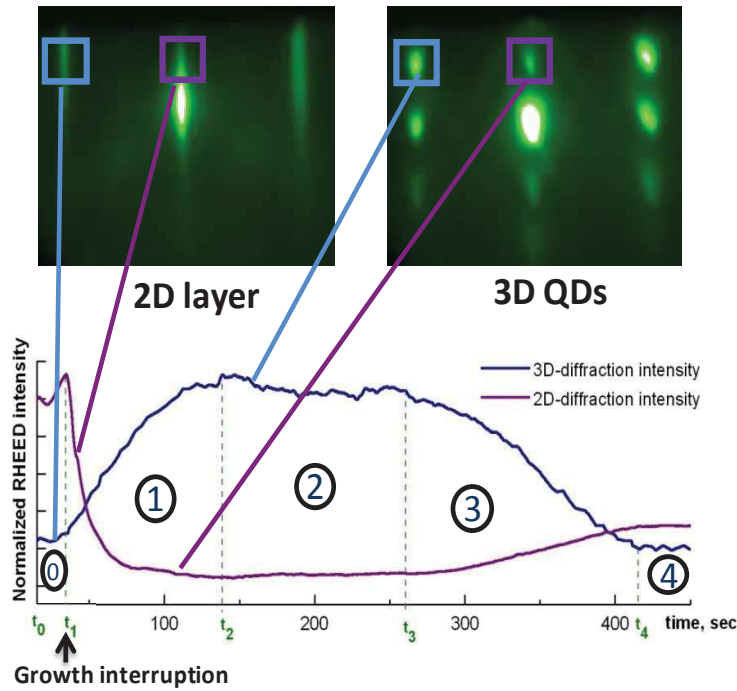 2D layer
3D QDs
Normalized RHEED intensity
3D-diffraction intensity
2D-diffraction intensity
0
1
2
3
4
t0 t1 100 t2 200 t3 300 400 t4 time, sec
Growth interruption